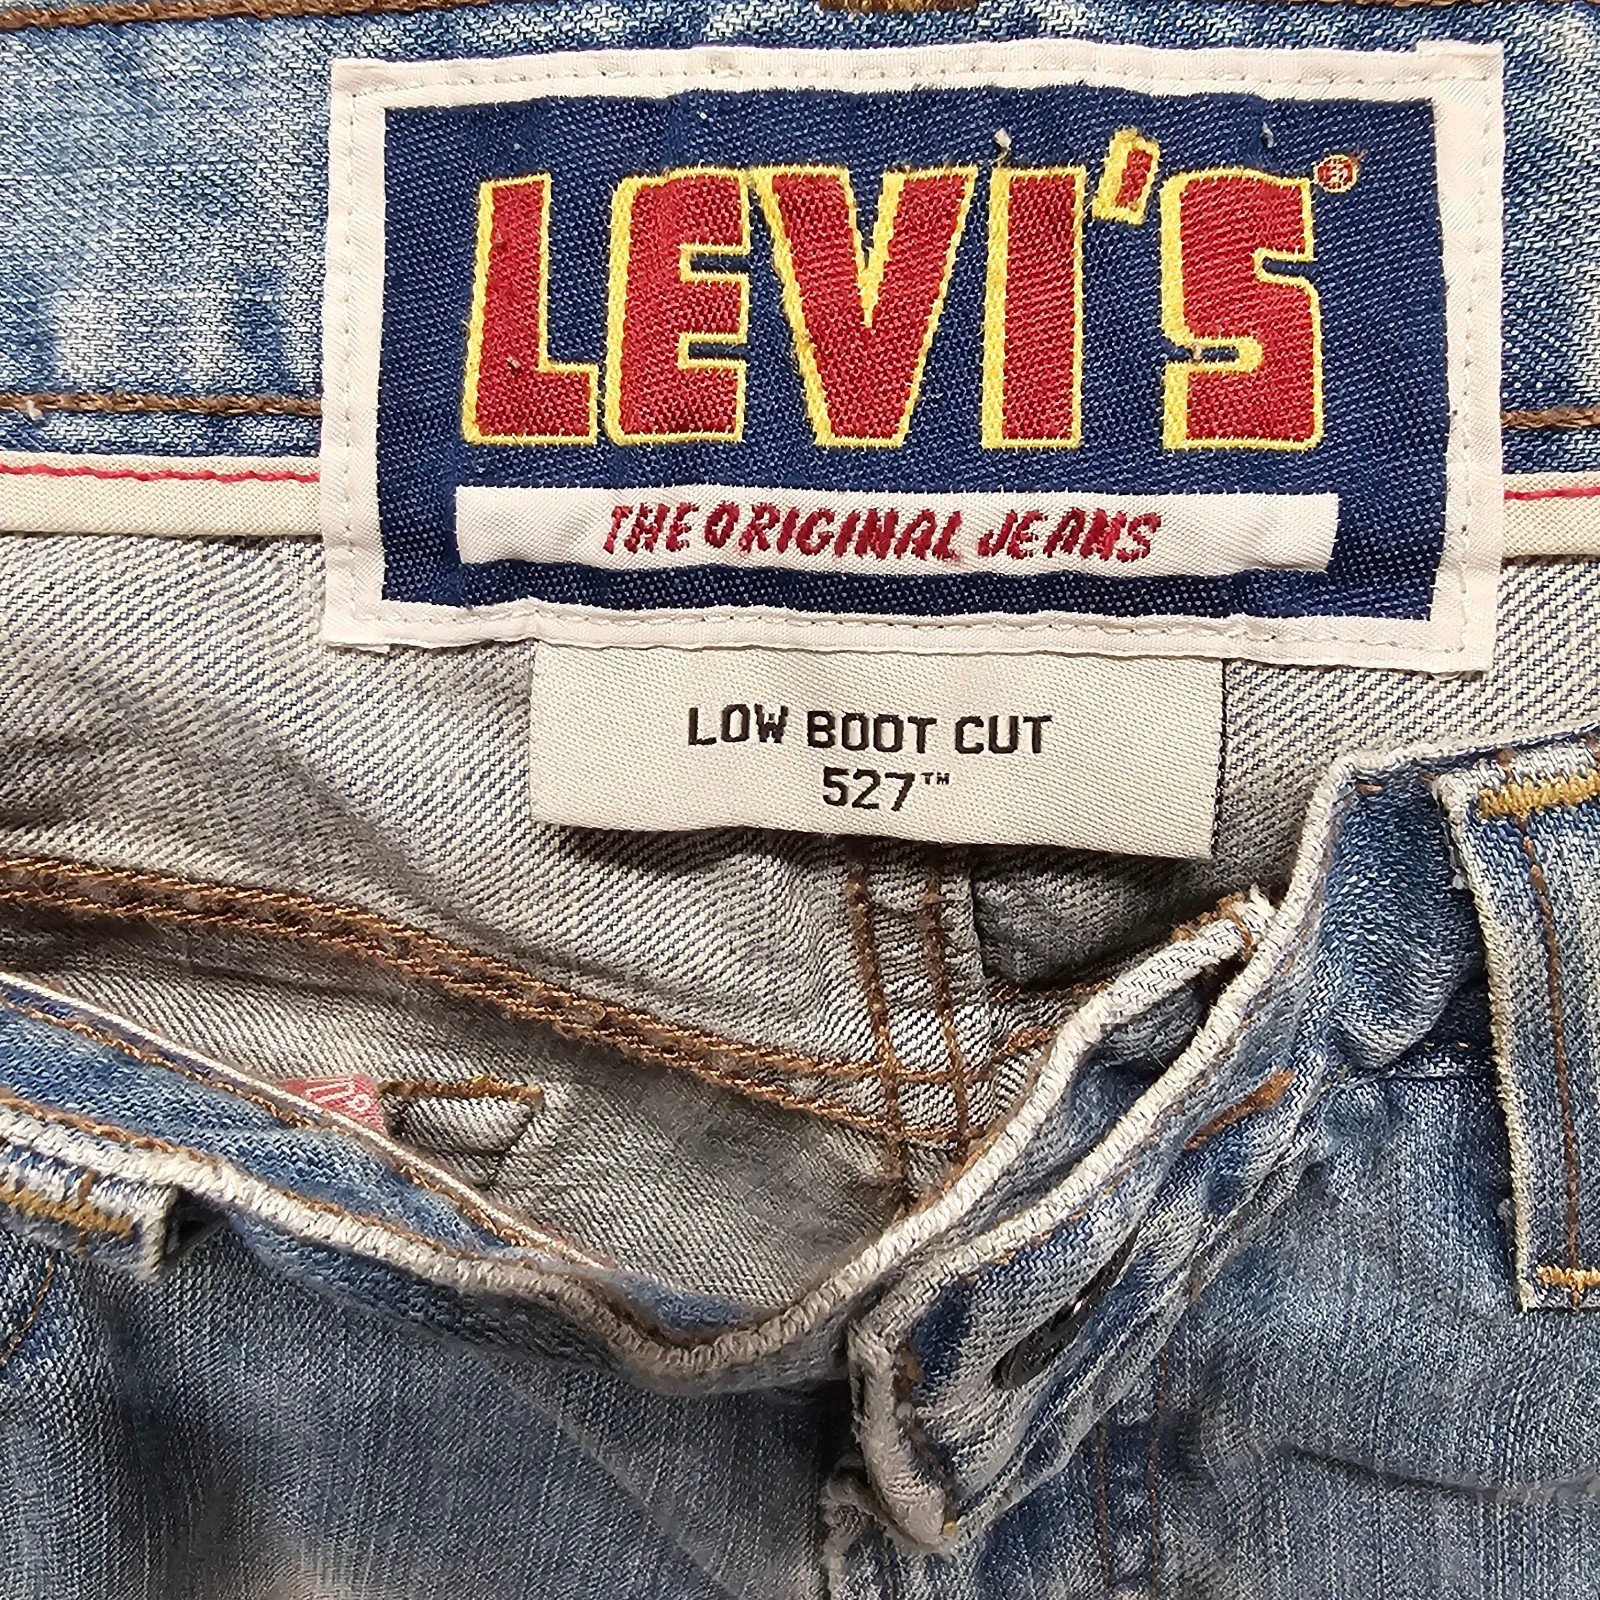 LEVI'S®
THE ORIGINAL JEANS
LOW BOOT CUT
527™